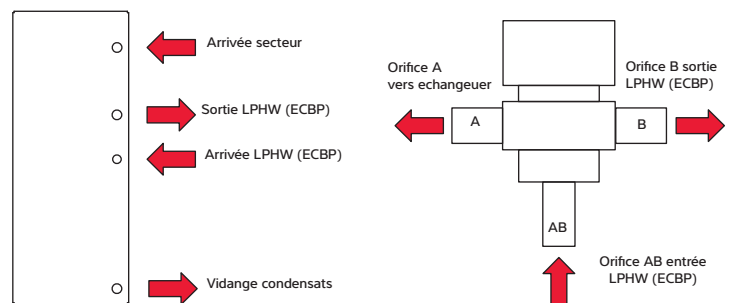 Arrivée secteur
Sortie LPHW (ECBP)
Arrivée LPHW (ECBP)
Vidange condensats
Orifice A
vers echangeuer
Orifice B sortie
LPHW (ECBP)
A
B
AB
Orifice AB entrée
LPHW (ECBP)